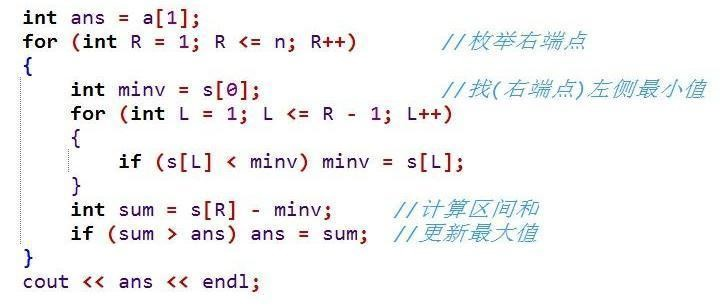 int ans = a[1];
for (int R = 1; R <= n; R++) //枚举右端点
{
int minv = s[0]; //找(右端点)左侧最小值
for (int L = 1; L <= R - 1; L++)
{
if (s[L] < minv) minv = s[L];
}
int sum = s[R] - minv; //计算区间和
if (sum > ans) ans = sum; //更新最大值
}
cout << ans << endl;